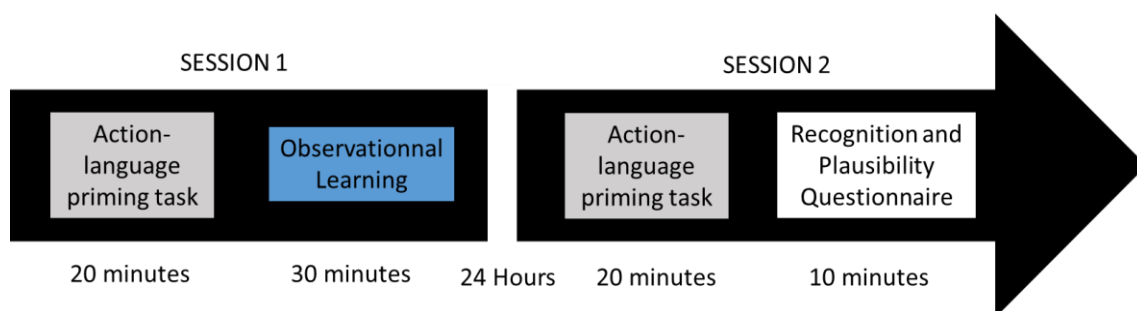 SESSION 1
SESSION 2
Action-
language
priming task
Observationnal
Learning
Action-
language
priming task
Recognition and
Plausibility
Questionnaire
20 minutes
30 minutes
24 Hours
20 minutes
10 minutes